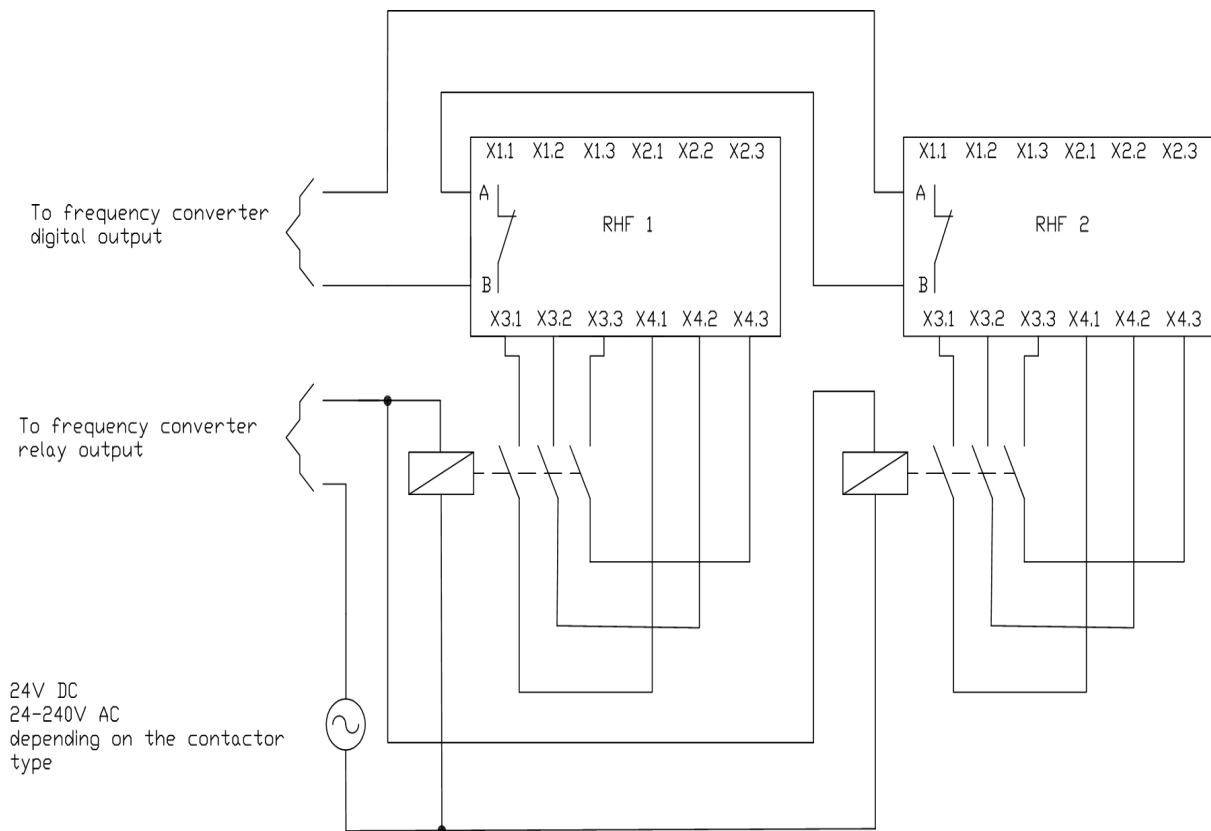 X1.1 X1.2 X1.3 X2.1 X2.2 X2.3
A
RHF 1
B
X3.1 X3.2 X3.3 X4.1 X4.2 X4.3
X1.1 X1.2 X1.3 X2.1 X2.2 X2.3
A
RHF 2
B
X3.1 X3.2 X3.3 X4.1 X4.2 X4.3
To frequency converter
digital output
To frequency converter
relay output
24V DC
24-240V AC
depending on the contactor
type